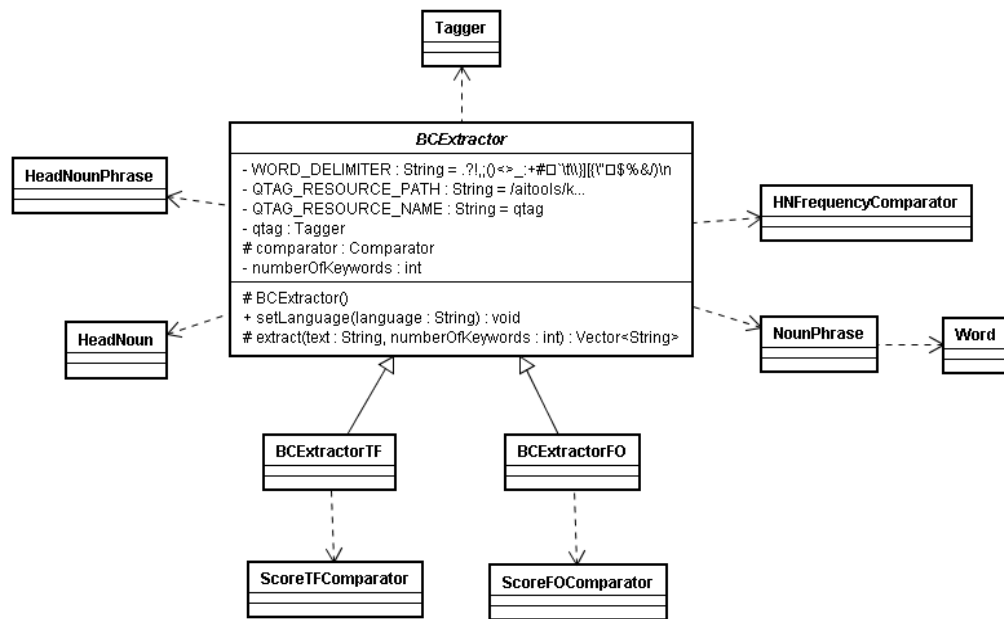 Tagger
BCExtractor
- WORD_DELIMITER : String = .?!,;()<>_:+#□`\t\\)}][{(\"□$%&/)\n
- QTAG_RESOURCE_PATH : String = /aitools/k...
- QTAG_RESOURCE_NAME : String = qtag
- qtag : Tagger
# comparator : Comparator
- numberOfKeywords : int
# BCExtractor()
+ setLanguage(language : String) : void
# extract(text : String, numberOfKeywords : int) : Vector<String>
HeadNounPhrase
HNFrequencyComparator
HeadNoun
NounPhrase
Word
BCExtractorTF
BCExtractorFO
ScoreTFComparator
ScoreFOComparator